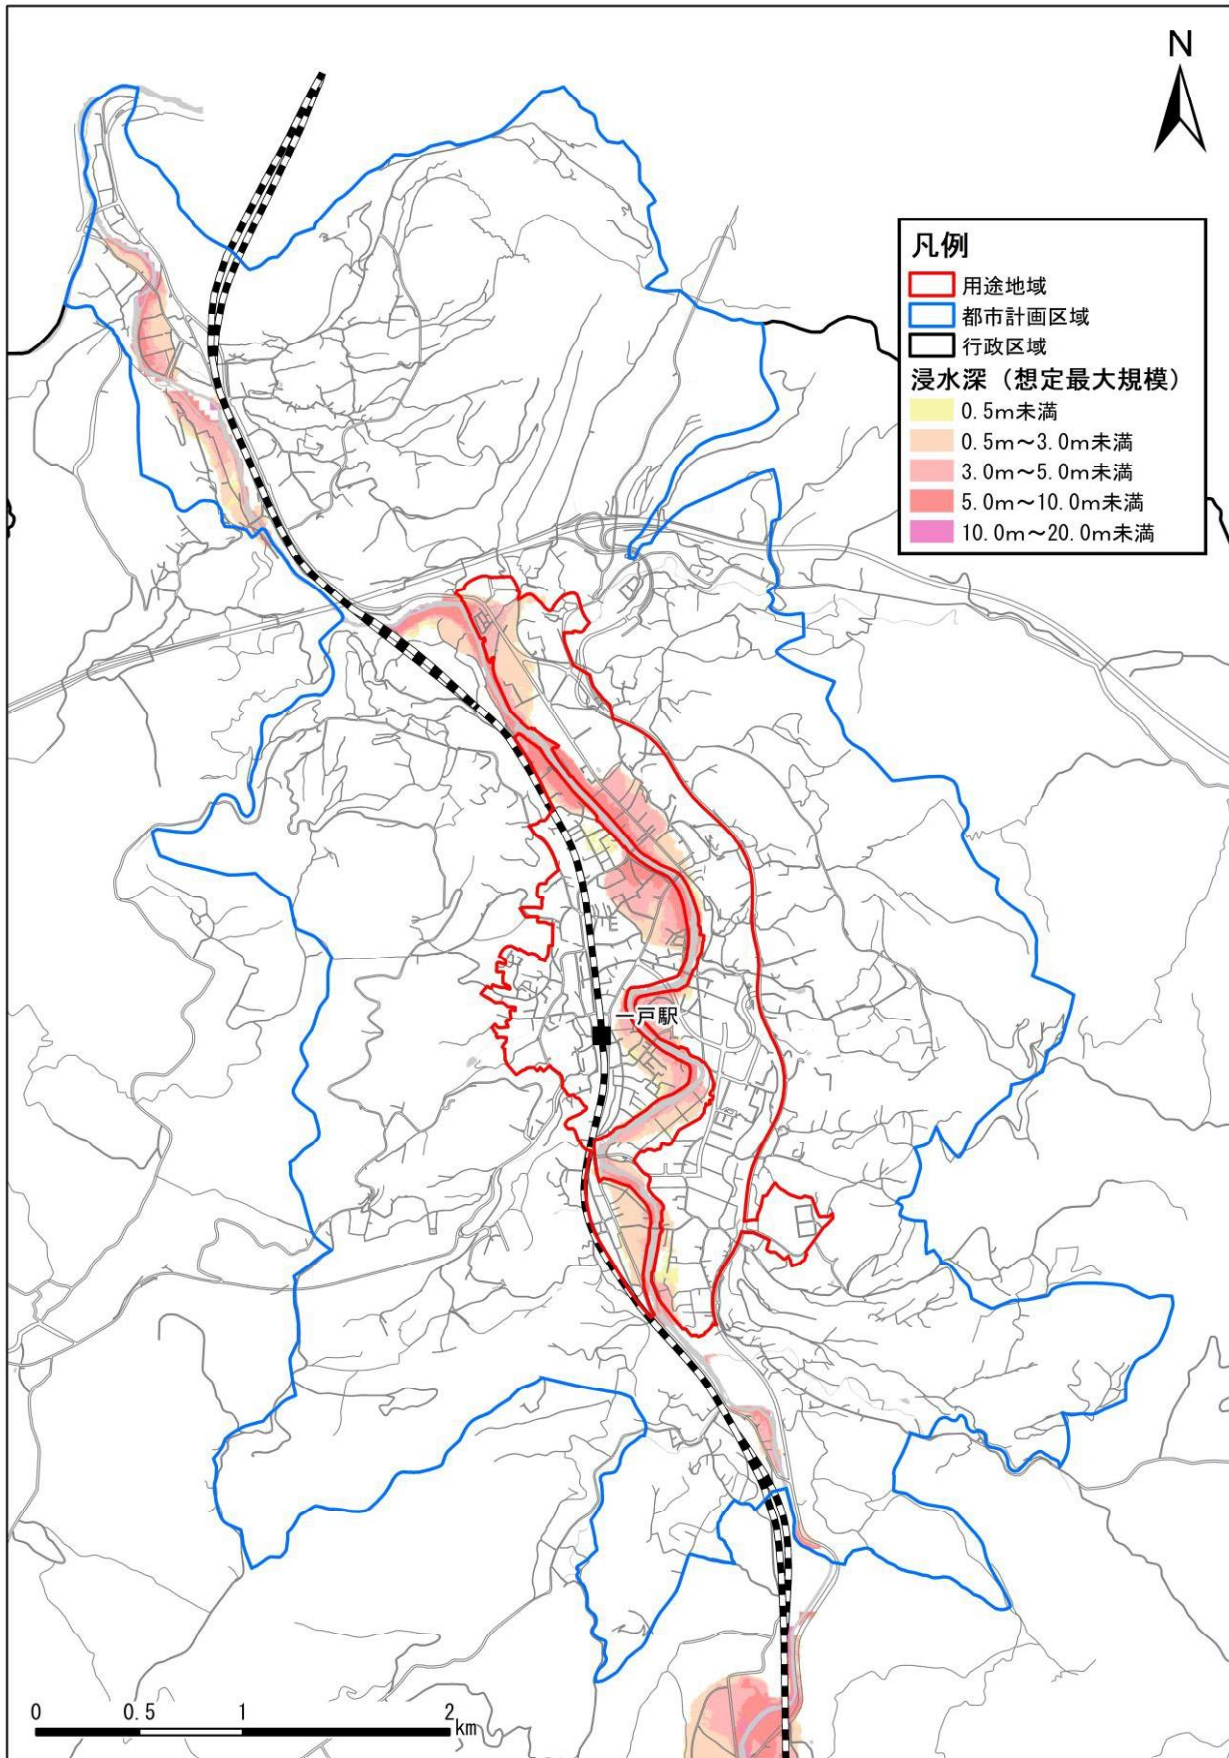 N
凡例
用途地域
都市計画区域
行政区域
浸水深（想定最大規模）
0.5m未満
0.5m～3.0m未満
3.0m～5.0m未満
5.0m～10.0m未満
10.0m～20.0m未満
一戸駅
0 0.5 1 2 km